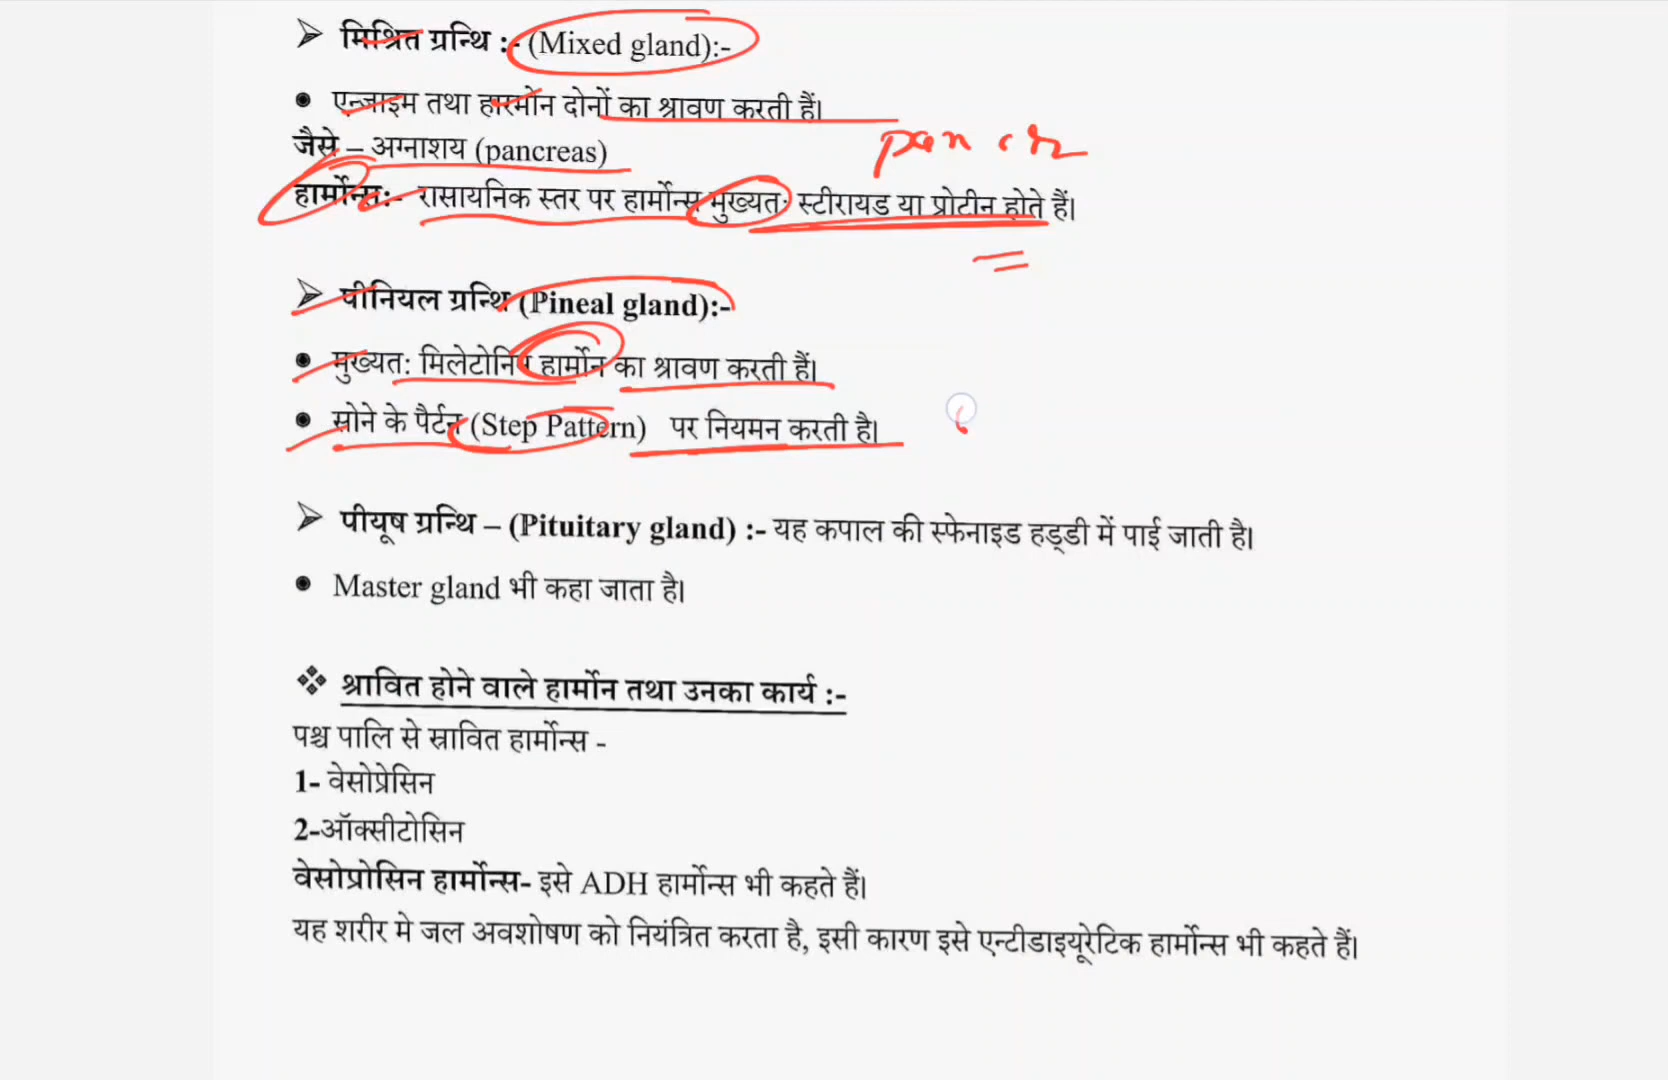 ➤ मिश्रित ग्रन्थि :- (Mixed gland):-
● एन्जाइम तथा हारमोन दोनों का श्रावण करती हैं।
जैसे – अग्नाशय (pancreas)
pan cr
हार्मोन्स:- रासायनिक स्तर पर हार्मोन्स मुख्यत: स्टीरायड या प्रोटीन होते हैं।
➤ पीनियल ग्रन्थि (Pineal gland):-
● मुख्यत: मिलेटोनिन हार्मोन का श्रावण करती हैं।
● सोने के पैर्टन (Step Pattern) पर नियमन करती है।
➤ पीयूष ग्रन्थि – (Pituitary gland) :- यह कपाल की स्फेनाइड हड्डी में पाई जाती है।
● Master gland भी कहा जाता है।
❖ श्रावित होने वाले हार्मोन तथा उनका कार्य :-
पश्च पालि से स्रावित हार्मोन्स -
1- वेसोप्रेसिन
2-ऑक्सीटोसिन
वेसोप्रोसिन हार्मोन्स- इसे ADH हार्मोन्स भी कहते हैं।
यह शरीर मे जल अवशोषण को नियंत्रित करता है, इसी कारण इसे एन्टीडाइयूरेटिक हार्मोन्स भी कहते हैं।